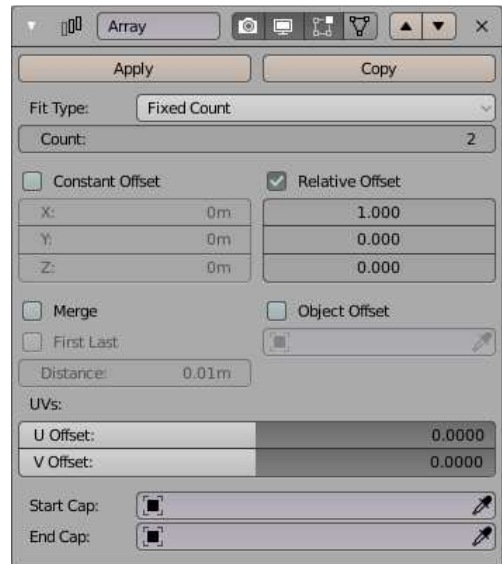 Array
Apply Copy
Fit Type: Fixed Count
Count: 2
Constant Offset Relative Offset
X: 0m 1.000
Y: 0m 0.000
Z: 0m 0.000
Merge Object Offset
First Last
Distance: 0.01m
UVs:
U Offset: 0.0000
V Offset: 0.0000
Start Cap:
End Cap: